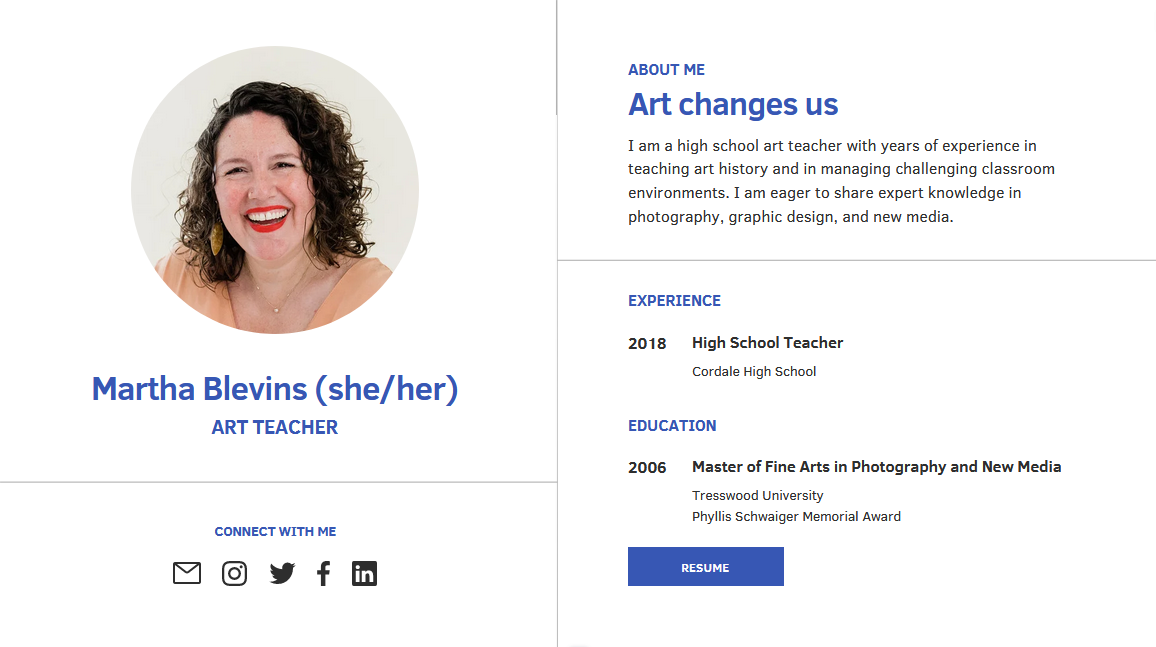 Martha Blevins (she/her)
ART TEACHER
CONNECT WITH ME
in
ABOUT ME
Art changes us
I am a high school art teacher with years of experience in
teaching art history and in managing challenging classroom
environments. I am eager to share expert knowledge in
photography, graphic design, and new media.
EXPERIENCE
2018 High School Teacher
Cordale High School
EDUCATION
2006 Master of Fine Arts in Photography and New Media
Tresswood University
Phyllis Schwaiger Memorial Award
RESUME